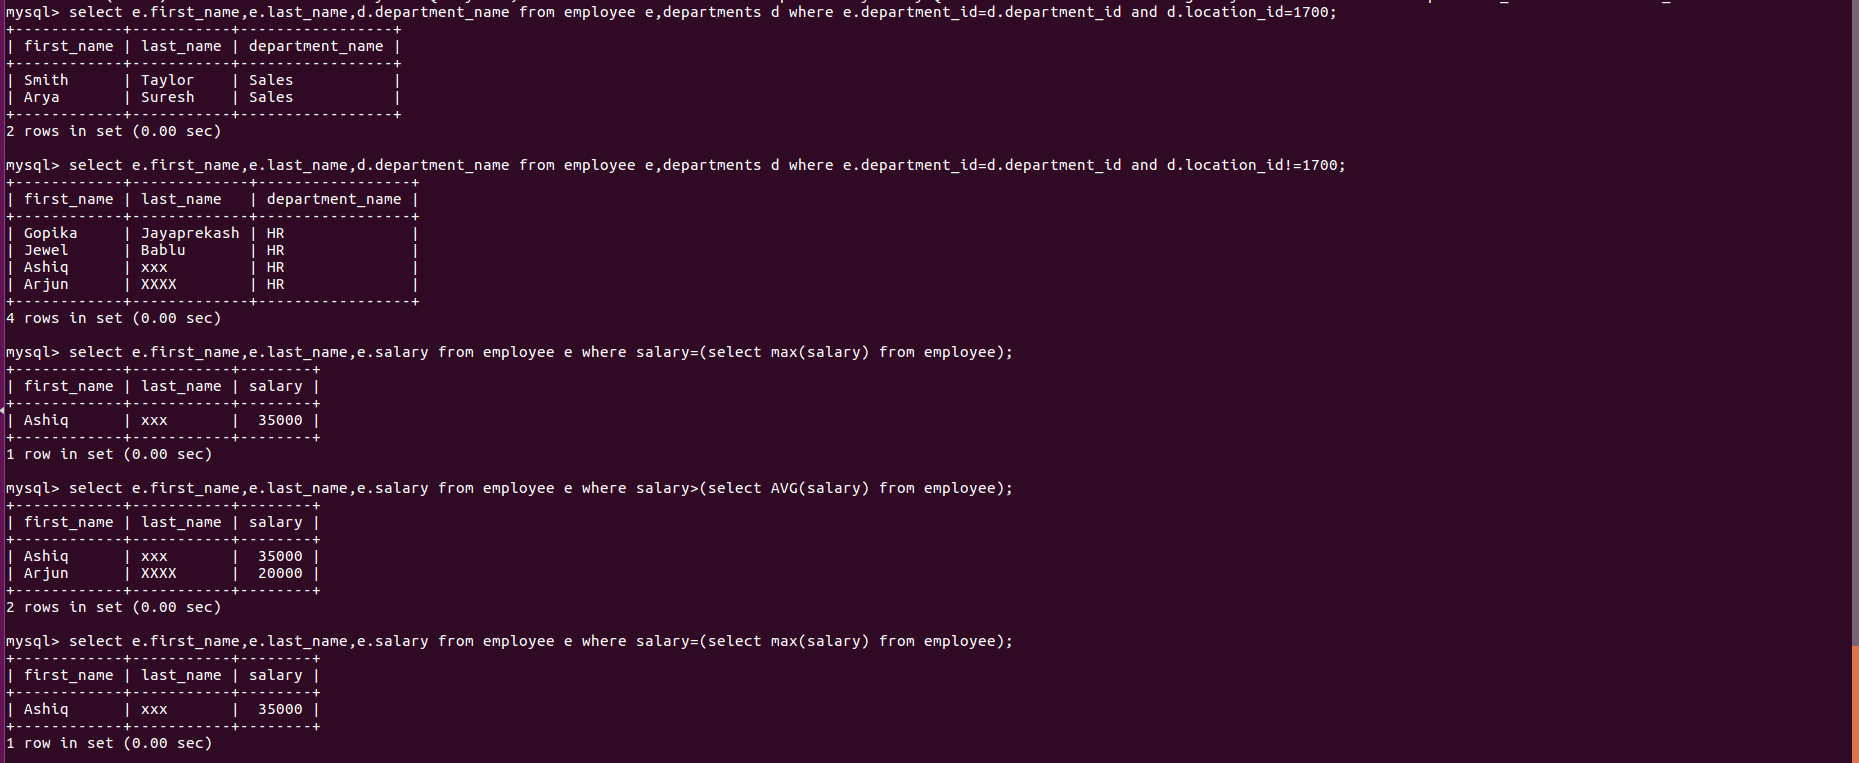 mysql> select e.first_name,e.last_name,d.department_name from employee e,departments d where e.department_id=d.department_id and d.location_id=1700;
+------------+-----------+-----------------+
| first_name | last_name | department_name |
+------------+-----------+-----------------+
| Smith      | Taylor    | Sales           |
| Arya       | Suresh    | Sales           |
+------------+-----------+-----------------+
2 rows in set (0.00 sec)
mysql> select e.first_name,e.last_name,d.department_name from employee e,departments d where e.department_id=d.department_id and d.location_id!=1700;
+------------+-------------+-----------------+
| first_name | last_name   | department_name |
+------------+-------------+-----------------+
| Gopika     | Jayaprekash | HR              |
| Jewel      | Bablu       | HR              |
| Ashiq      | xxx         | HR              |
| Arjun      | XXXX        | HR              |
+------------+-------------+-----------------+
4 rows in set (0.00 sec)
mysql> select e.first_name,e.last_name,e.salary from employee e where salary=(select max(salary) from employee);
+------------+-----------+--------+
| first_name | last_name | salary |
+------------+-----------+--------+
| Ashiq      | xxx       |  35000 |
+------------+-----------+--------+
1 row in set (0.00 sec)
mysql> select e.first_name,e.last_name,e.salary from employee e where salary>(select AVG(salary) from employee);
+------------+-----------+--------+
| first_name | last_name | salary |
+------------+-----------+--------+
| Ashiq      | xxx       |  35000 |
| Arjun      | XXXX      |  20000 |
+------------+-----------+--------+
2 rows in set (0.00 sec)
mysql> select e.first_name,e.last_name,e.salary from employee e where salary=(select max(salary) from employee);
+------------+-----------+--------+
| first_name | last_name | salary |
+------------+-----------+--------+
| Ashiq      | xxx       |  35000 |
+------------+-----------+--------+
1 row in set (0.00 sec)